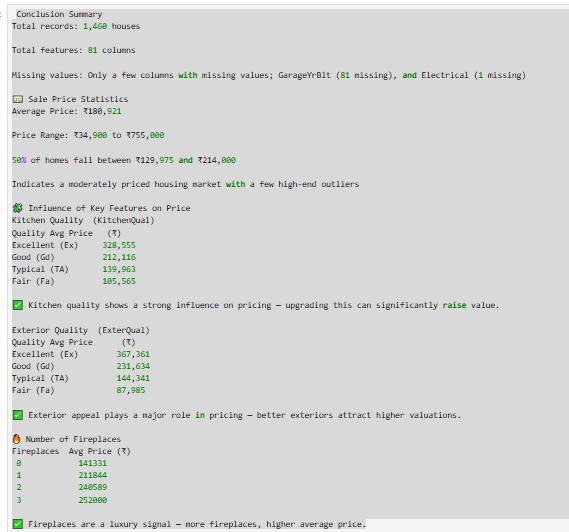 Conclusion Summary
Total records: 1,460 houses
Total features: 81 columns
Missing values: Only a few columns with missing values; GarageYrBlt (81 missing), and Electrical (1 missing)
Sale Price Statistics
Average Price: ₹180,921
Price Range: ₹34,900 to ₹755,000
50% of homes fall between ₹129,975 and ₹214,000
Indicates a moderately priced housing market with a few high-end outliers
Influence of Key Features on Price
Kitchen Quality (KitchenQual)
Quality Avg Price (₹)
Excellent (Ex) 328,555
Good (Gd) 212,116
Typical (TA) 139,963
Fair (Fa) 105,565
✅ Kitchen quality shows a strong influence on pricing — upgrading this can significantly raise value.
Exterior Quality (ExterQual)
Quality Avg Price (₹)
Excellent (Ex) 367,361
Good (Gd) 231,634
Typical (TA) 144,341
Fair (Fa) 87,985
✅ Exterior appeal plays a major role in pricing — better exteriors attract higher valuations.
🔥 Number of Fireplaces
Fireplaces Avg Price (₹)
0 141331
1 211844
2 240589
3 252000
✅ Fireplaces are a luxury signal — more fireplaces, higher average price.